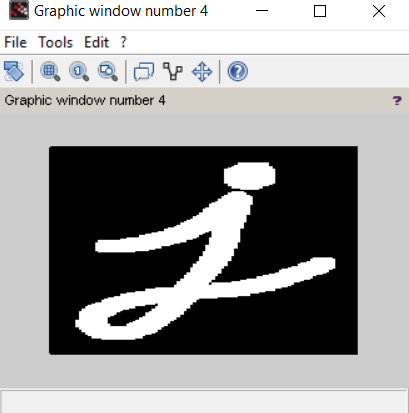 Graphic window number 4
File Tools Edit ?
Graphic window number 4 ?
j